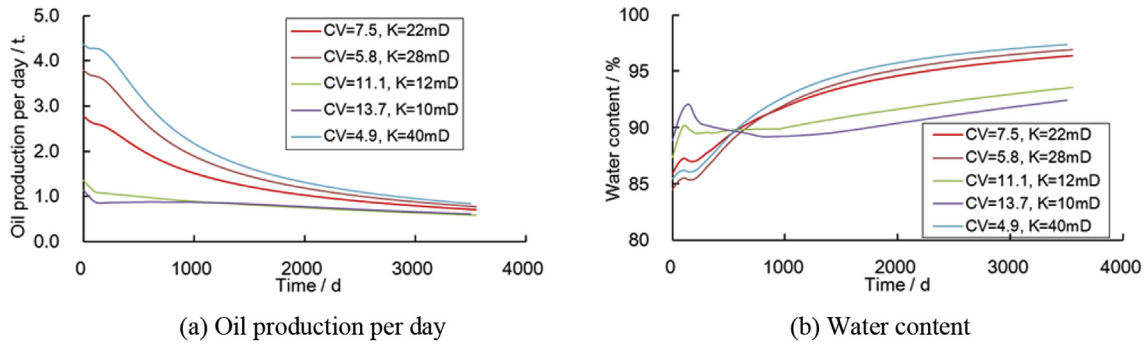 5.0
4.0
3.0
2.0
1.0
0.0
Oil production per day / t.
CV=7.5, K=22mD
CV=5.8, K=28mD
CV=11.1, K=12mD
CV=13.7, K=10mD
CV=4.9, K=40mD
0 1000 2000 3000 4000
Time / d
(a) Oil production per day
100
95
90
85
80
Water content / %
CV=7.5, K=22mD
CV=5.8, K=28mD
CV=11.1, K=12mD
CV=13.7, K=10mD
CV=4.9, K=40mD
0 1000 2000 3000 4000
Time / d
(b) Water content